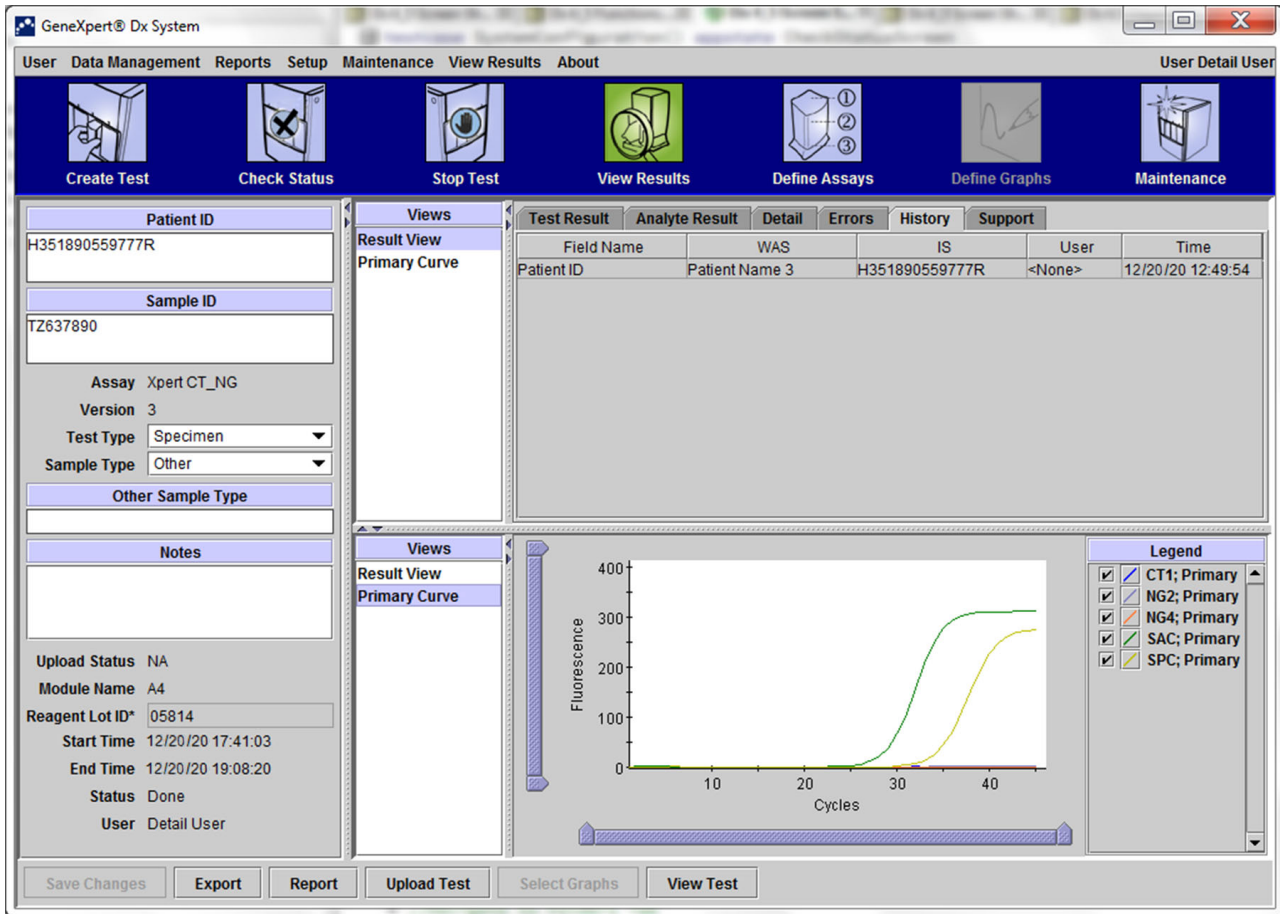 GeneXpert® Dx System
User Data Management Reports Setup Maintenance View Results About User Detail User
① ② ③
Create Test Check Status Stop Test View Results Define Assays Define Graphs Maintenance
Patient ID
H351890559777R
Sample ID
TZ637890
Assay Xpert CT_NG
Version 3
Test Type Specimen
Sample Type Other
Other Sample Type
Notes
Upload Status NA
Module Name A4
Reagent Lot ID* 05814
Start Time 12/20/20 17:41:03
End Time 12/20/20 19:08:20
Status Done
User Detail User
Views
Result View
Primary Curve
Test Result Analyte Result Detail Errors History Support
Field Name WAS IS User Time
Patient ID Patient Name 3 H351890559777R <None> 12/20/20 12:49:54
Views
Result View
Primary Curve
Fluorescence
400
300
200
100
0
10 20 30 40
Cycles
Legend
CT1; Primary
NG2; Primary
NG4; Primary
SAC; Primary
SPC; Primary
Save Changes Export Report Upload Test Select Graphs View Test